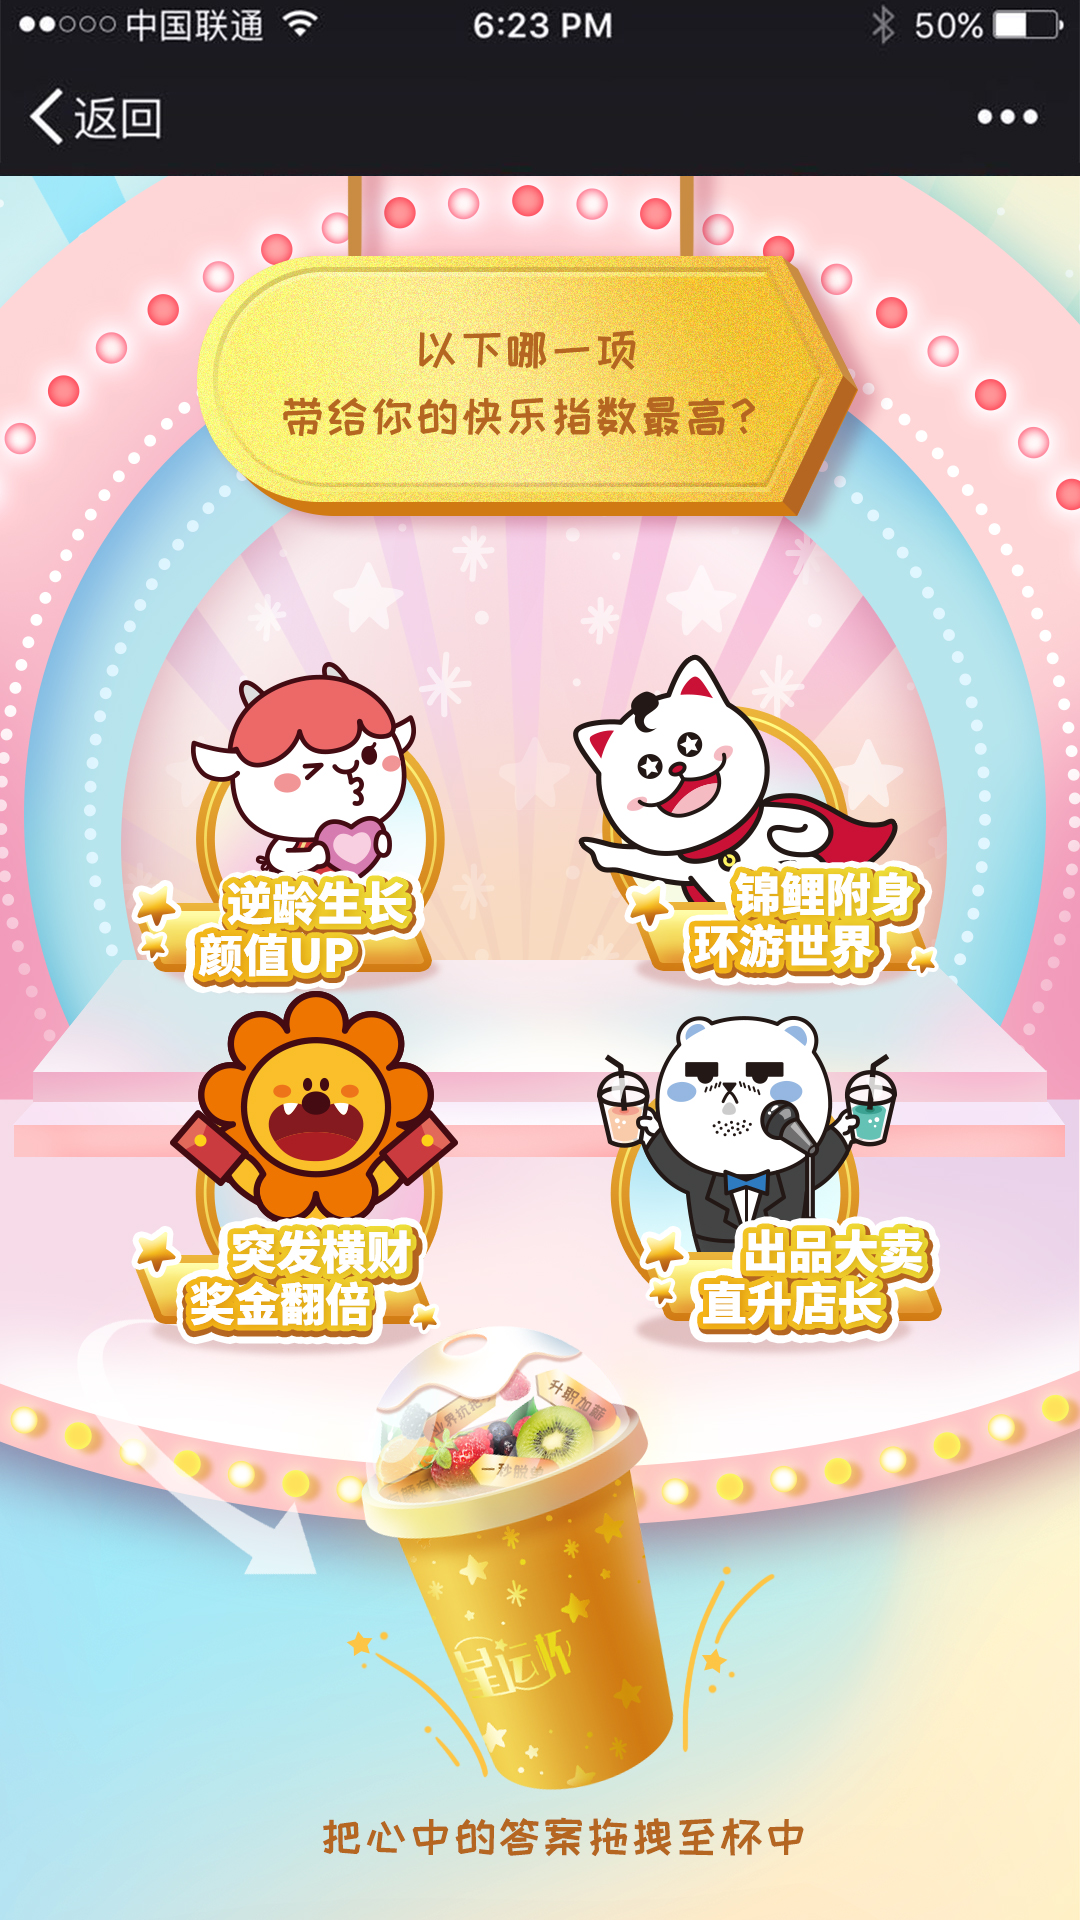 中国联通
6:23 PM
50%
返回
以下哪一项
带给你的快乐指数最高?
逆龄生长
颜值UP
锦鲤附身
环游世界
突发横财
奖金翻倍
出品大卖
直升店长
升职加薪
一秒脱单
星运杯
把心中的答案拖拽至杯中